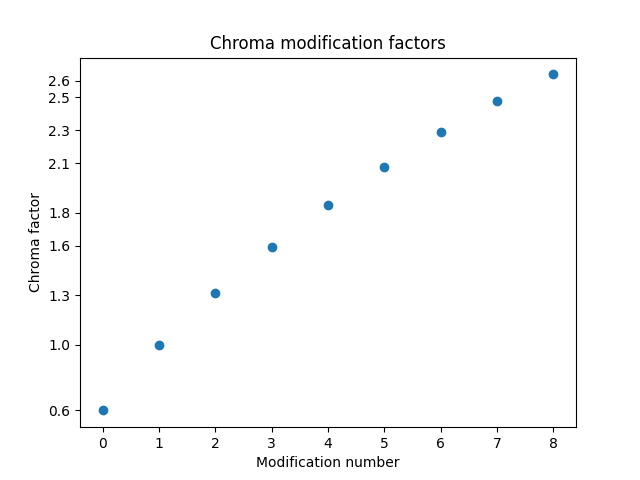 Chroma modification factors
2.6
2.5
2.3
2.1
1.8
1.6
1.3
1.0
0.6
Chroma factor
0 1 2 3 4 5 6 7 8
Modification number